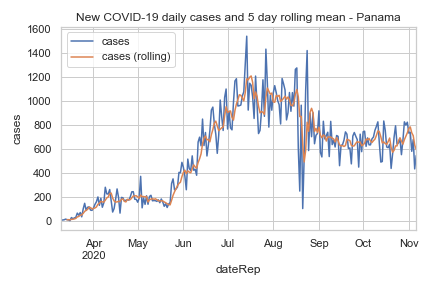 New COVID-19 daily cases and 5 day rolling mean - Panama
cases
cases (rolling)
1600
1400
1200
1000
800
600
400
200
0
cases
Apr
2020
May
Jun
Jul
Aug
Sep
Oct
Nov
dateRep